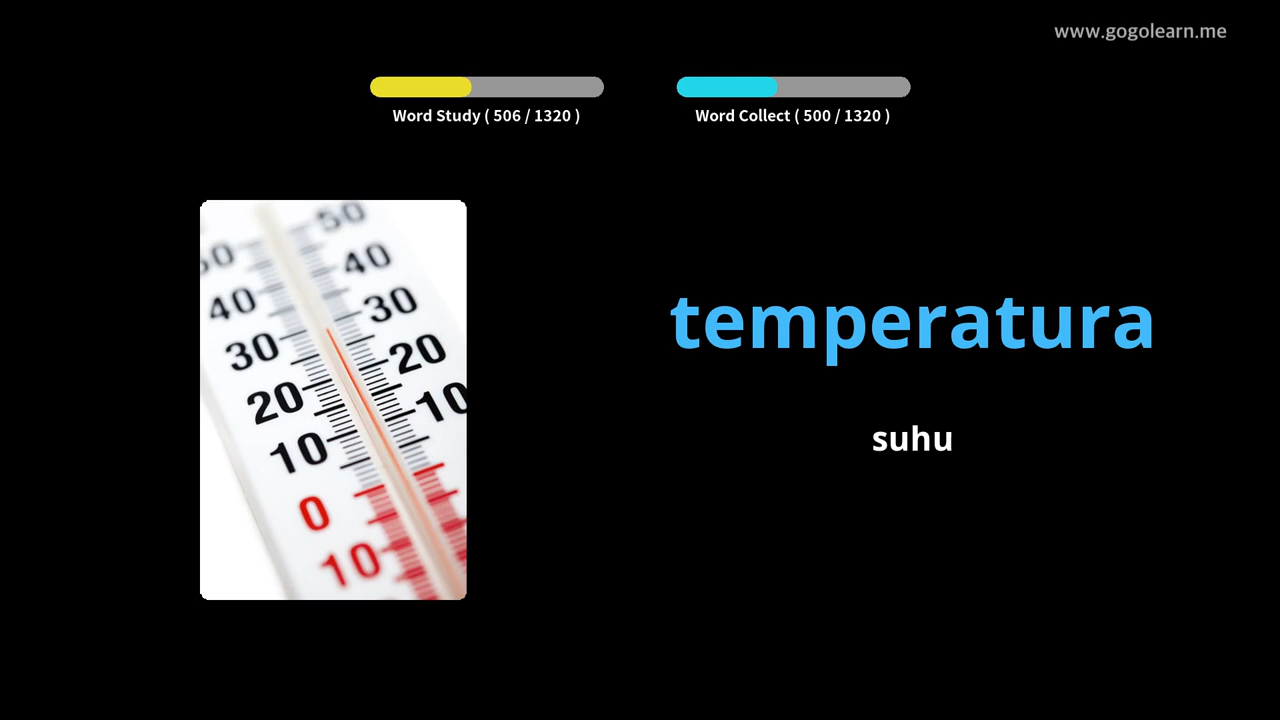 www.gogolearn.me
Word Study ( 506 / 1320 )
Word Collect ( 500 / 1320 )
50
50
40
40
30
30
20
20
10
10
0
10
temperatura
suhu